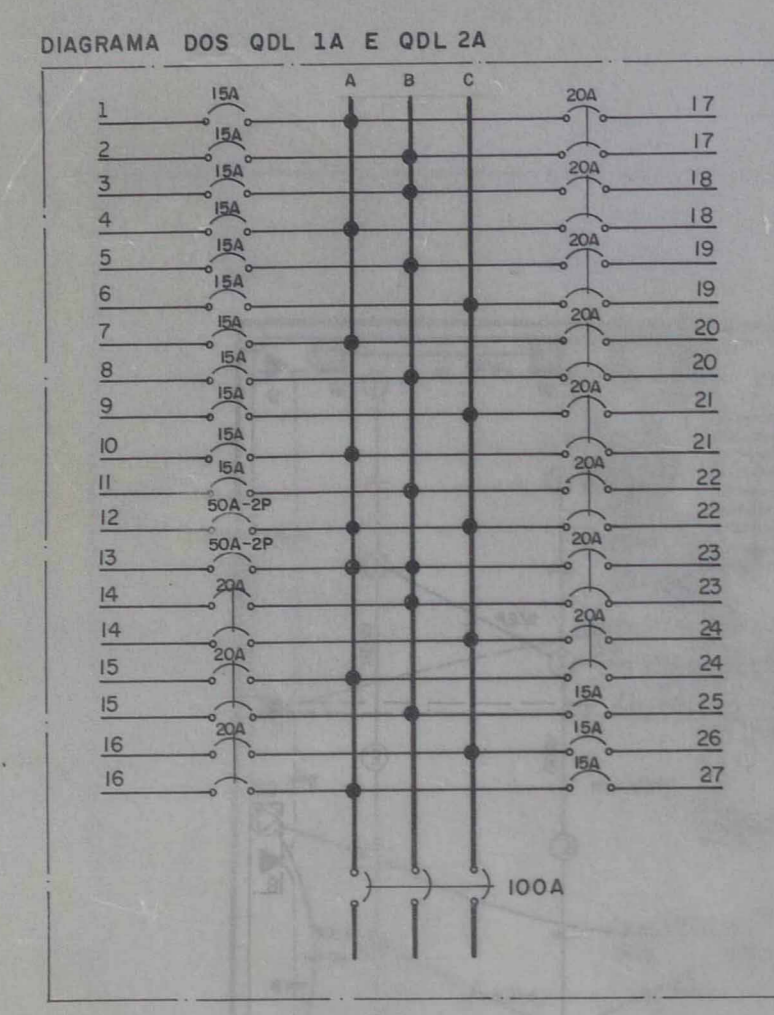 DIAGRAMA DOS QDL 1A E QDL 2A
A B C
1 15A 20A 17
2 15A 17
3 15A 20A 18
4 15A 18
5 15A 20A 19
6 15A 19
7 15A 20A 20
8 15A 20
9 15A 20A 21
10 15A 21
11 15A 20A 22
12 50A-2P 22
13 50A-2P 20A 23
14 20A 23
14 20A 24
15 20A 24
15 15A 25
16 20A 15A 26
16 15A 27
100A